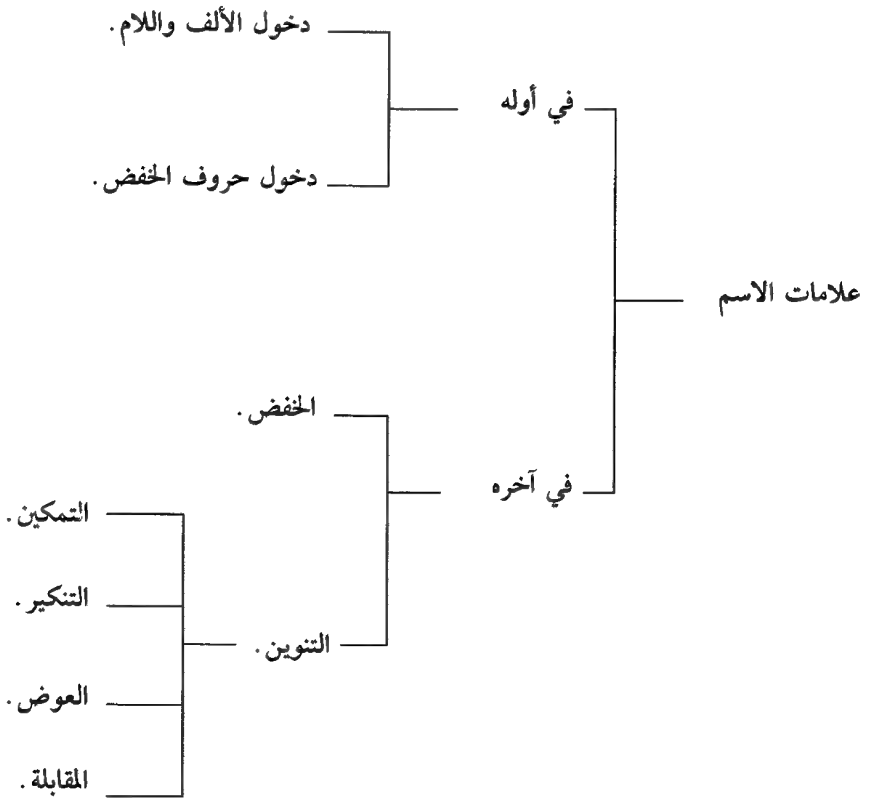 علامات الاسم
في أوله
دخول الألف واللام.
دخول حروف الخفض.
في آخره
الخفض.
التنوين.
التمكين.
التنكير.
العوض.
المقابلة.